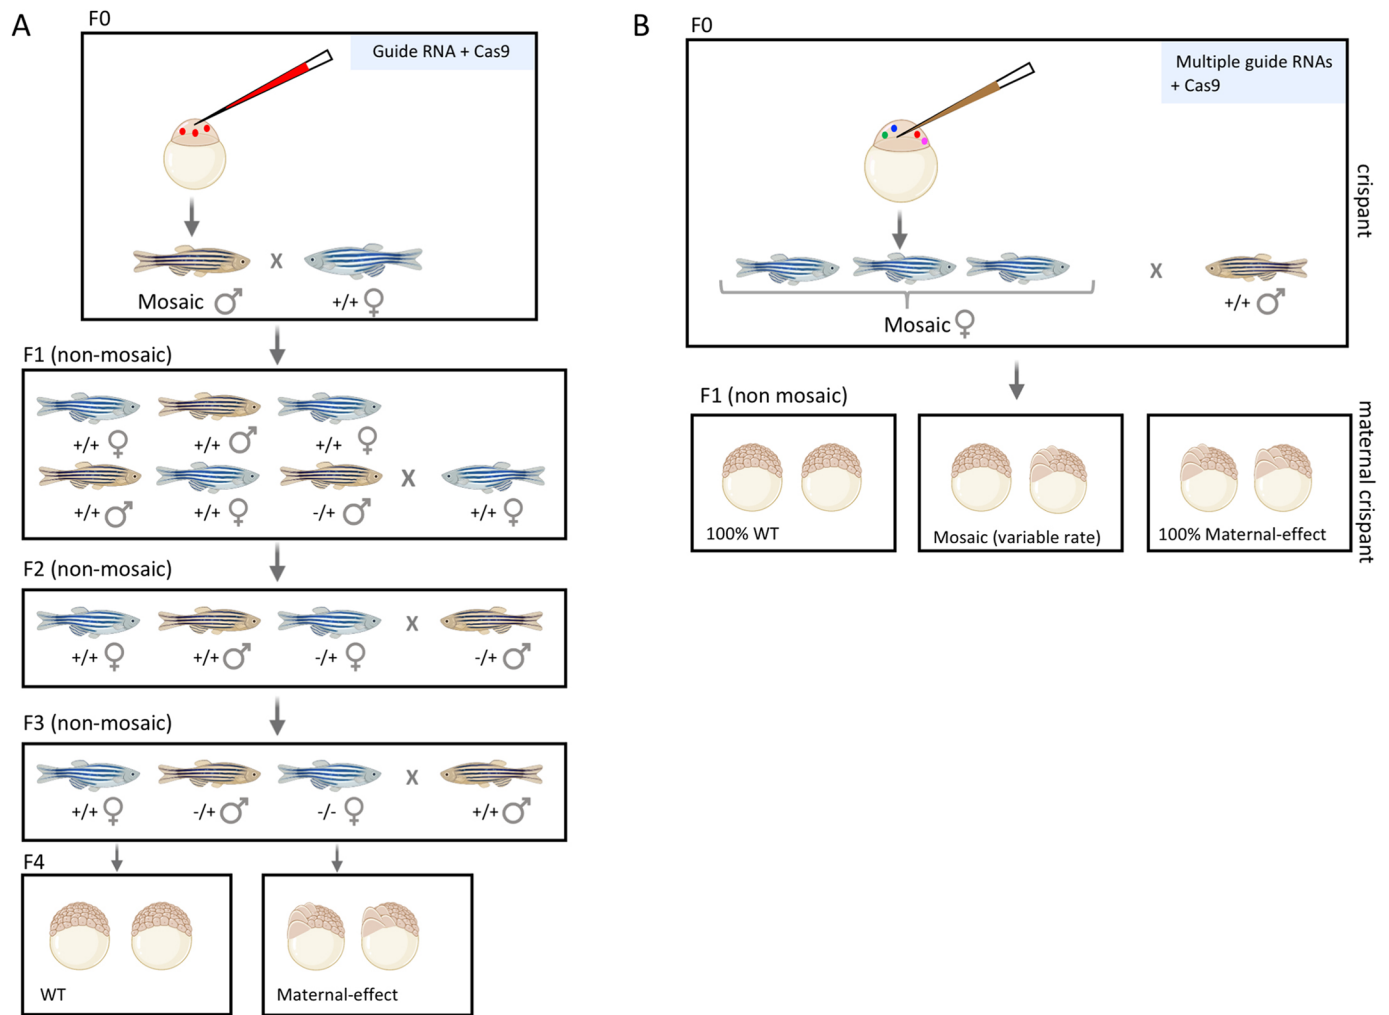 A
F0
Guide RNA + Cas9
X
Mosaic ♂
+/+ ♀
F1 (non-mosaic)
+/+ ♀
+/+ ♂
+/+ ♀
X
+/+ ♂
+/+ ♀
-/+ ♂
+/+ ♀
F2 (non-mosaic)
X
+/+ ♀
+/+ ♂
-/+ ♀
-/+ ♂
F3 (non-mosaic)
X
+/+ ♀
-/+ ♂
-/- ♀
+/+ ♂
F4
WT
Maternal-effect
B
F0
Multiple guide RNAs
+ Cas9
X
+/+ ♂
Mosaic ♀
crispant
F1 (non mosaic)
100% WT
Mosaic (variable rate)
100% Maternal-effect
maternal crispant